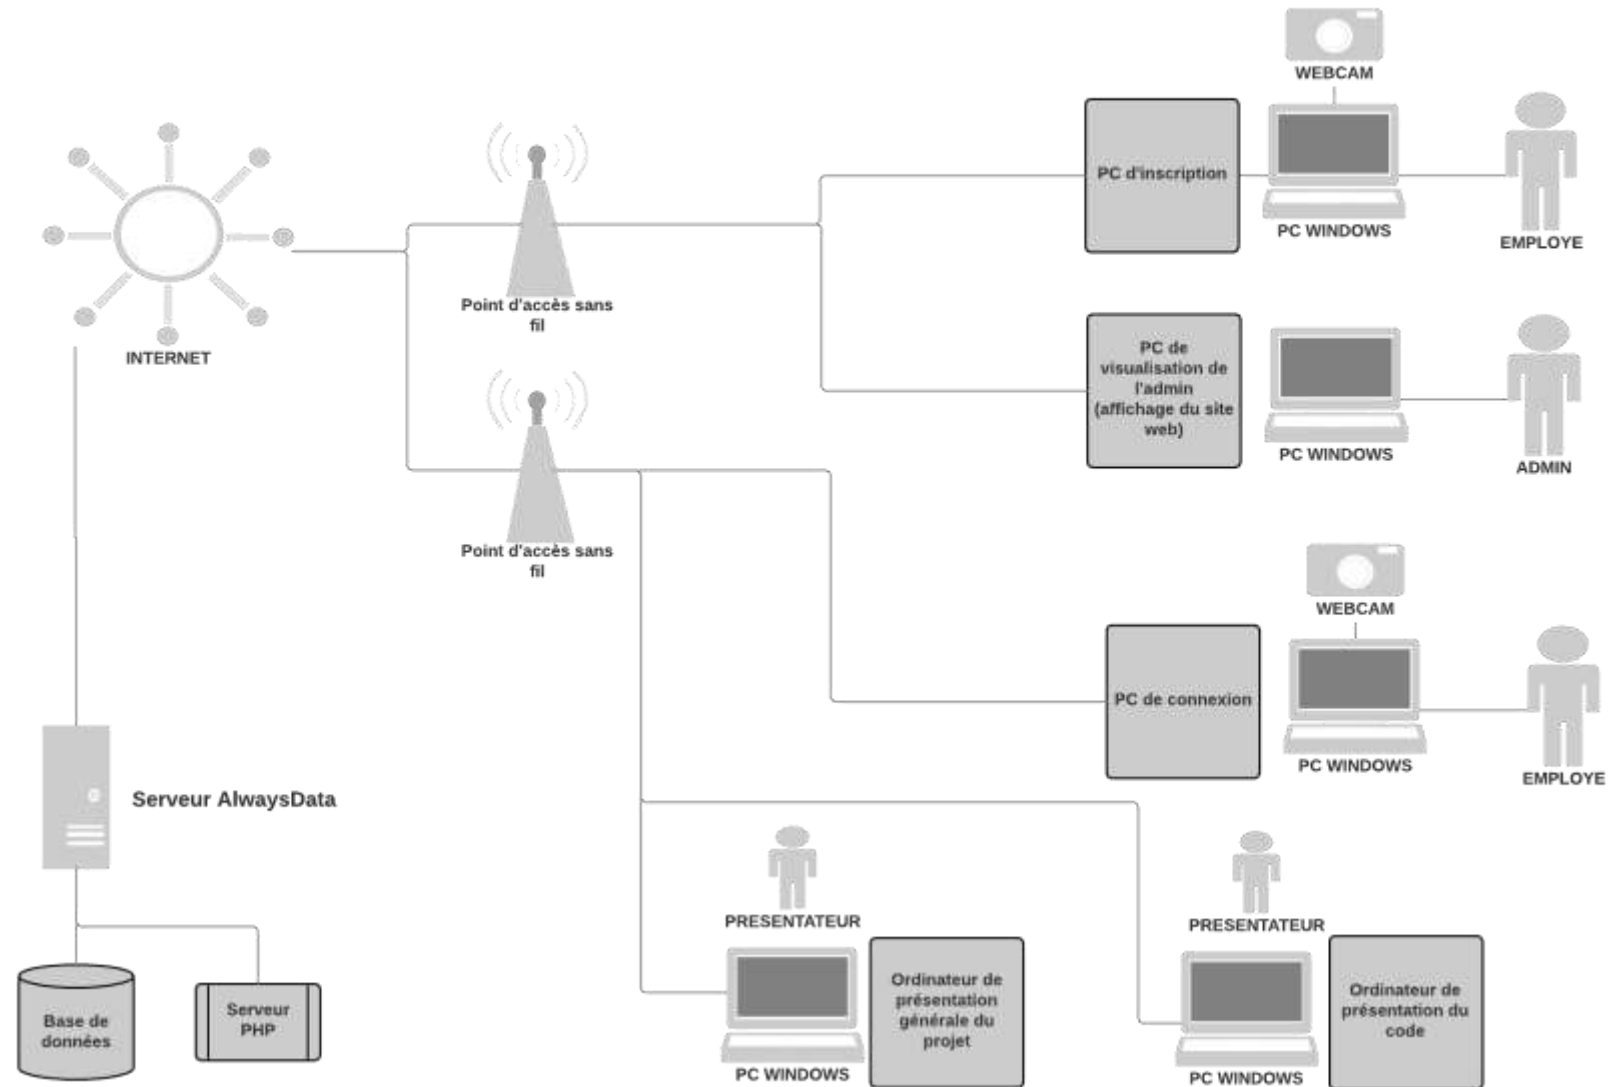 WEBCAM
PC d'inscription
PC WINDOWS
EMPLOYE
INTERNET
Point d'accès sans
fil
PC de
visualisation de
l'admin
(affichage du site
web)
PC WINDOWS
ADMIN
Point d'accès sans
fil
WEBCAM
PC de connexion
PC WINDOWS
EMPLOYE
Serveur AlwaysData
PRESENTATEUR
PRESENTATEUR
Base de
données
Serveur
PHP
Ordinateur de
présentation
générale du
projet
PC WINDOWS
Ordinateur de
présentation du
code
PC WINDOWS